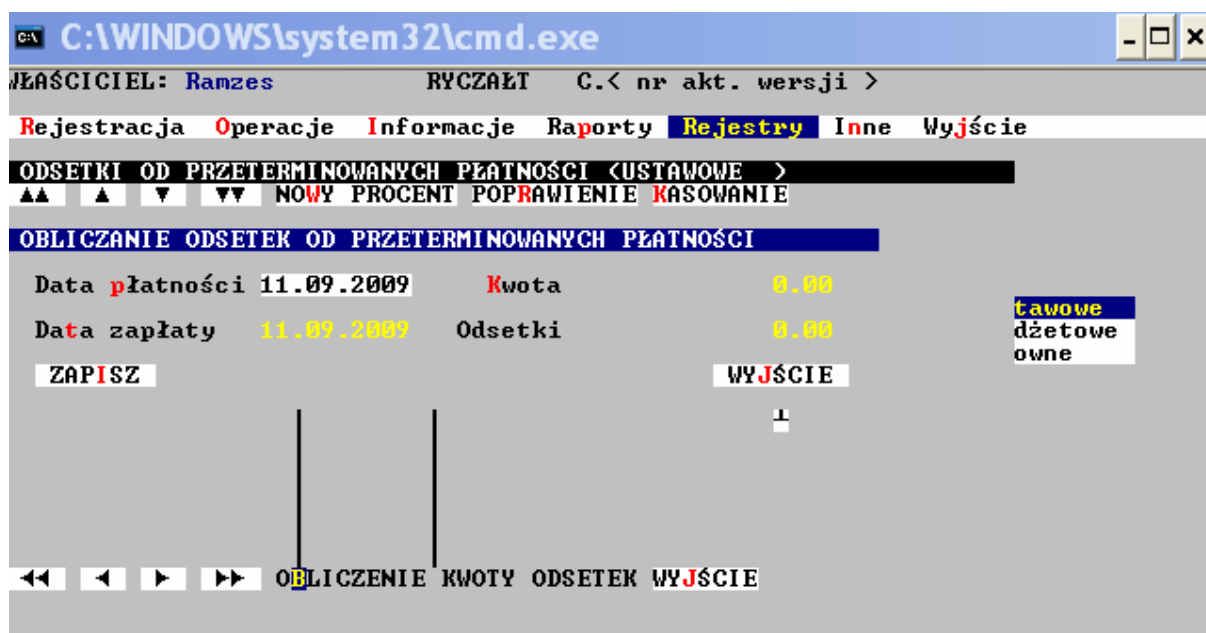 C:\WINDOWS\system32\cmd.exe
WŁAŚCICIEL: Ramzes RYCZAŁT C.< nr akt. wersji >
Rejestracja Operacje Informacje Raporty Rejestry Inne Wyjście
ODSETKI OD PRZETERMINOWANYCH PŁATNOŚCI <USTAWOWE >
▲▲ ▲ ▼ ▼▼ NOWY PROCENT POPRAWIENIE KASOWANIE
OBLICZANIE ODSETEK OD PRZETERMINOWANYCH PŁATNOŚCI
Data płatności 11.09.2009 Kwota 0.00
tawowe
Data zapłaty 11.09.2009 Odsetki 0.00 dżetowe
owne
ZAPISZ WYJŚCIE
◄◄ ◄ ► ►► OBLICZENIE KWOTY ODSETEK WYJŚCIE